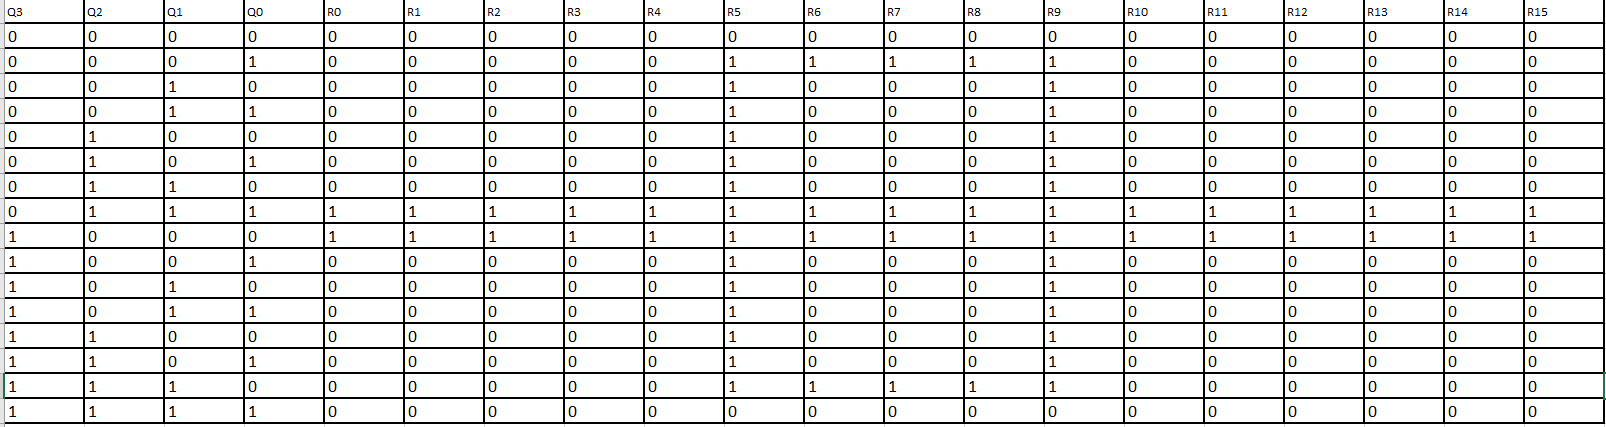 Q3 Q2 Q1 Q0 R0 R1 R2 R3 R4 R5 R6 R7 R8 R9 R10 R11 R12 R13 R14 R15
0 0 0 0 0 0 0 0 0 0 0 0 0 0 0 0 0 0 0 0
0 0 0 1 0 0 0 0 0 1 1 1 1 1 0 0 0 0 0 0
0 0 1 0 0 0 0 0 0 1 0 0 0 1 0 0 0 0 0 0
0 0 1 1 0 0 0 0 0 1 0 0 0 1 0 0 0 0 0 0
0 1 0 0 0 0 0 0 0 1 0 0 0 1 0 0 0 0 0 0
0 1 0 1 0 0 0 0 0 1 0 0 0 1 0 0 0 0 0 0
0 1 1 0 0 0 0 0 0 1 0 0 0 1 0 0 0 0 0 0
0 1 1 1 1 1 1 1 1 1 1 1 1 1 1 1 1 1 1 1
1 0 0 0 1 1 1 1 1 1 1 1 1 1 1 1 1 1 1 1
1 0 0 1 0 0 0 0 0 1 0 0 0 1 0 0 0 0 0 0
1 0 1 0 0 0 0 0 0 1 0 0 0 1 0 0 0 0 0 0
1 0 1 1 0 0 0 0 0 1 0 0 0 1 0 0 0 0 0 0
1 1 0 0 0 0 0 0 0 1 0 0 0 1 0 0 0 0 0 0
1 1 0 1 0 0 0 0 0 1 0 0 0 1 0 0 0 0 0 0
1 1 1 0 0 0 0 0 0 1 1 1 1 1 0 0 0 0 0 0
1 1 1 1 0 0 0 0 0 0 0 0 0 0 0 0 0 0 0 0